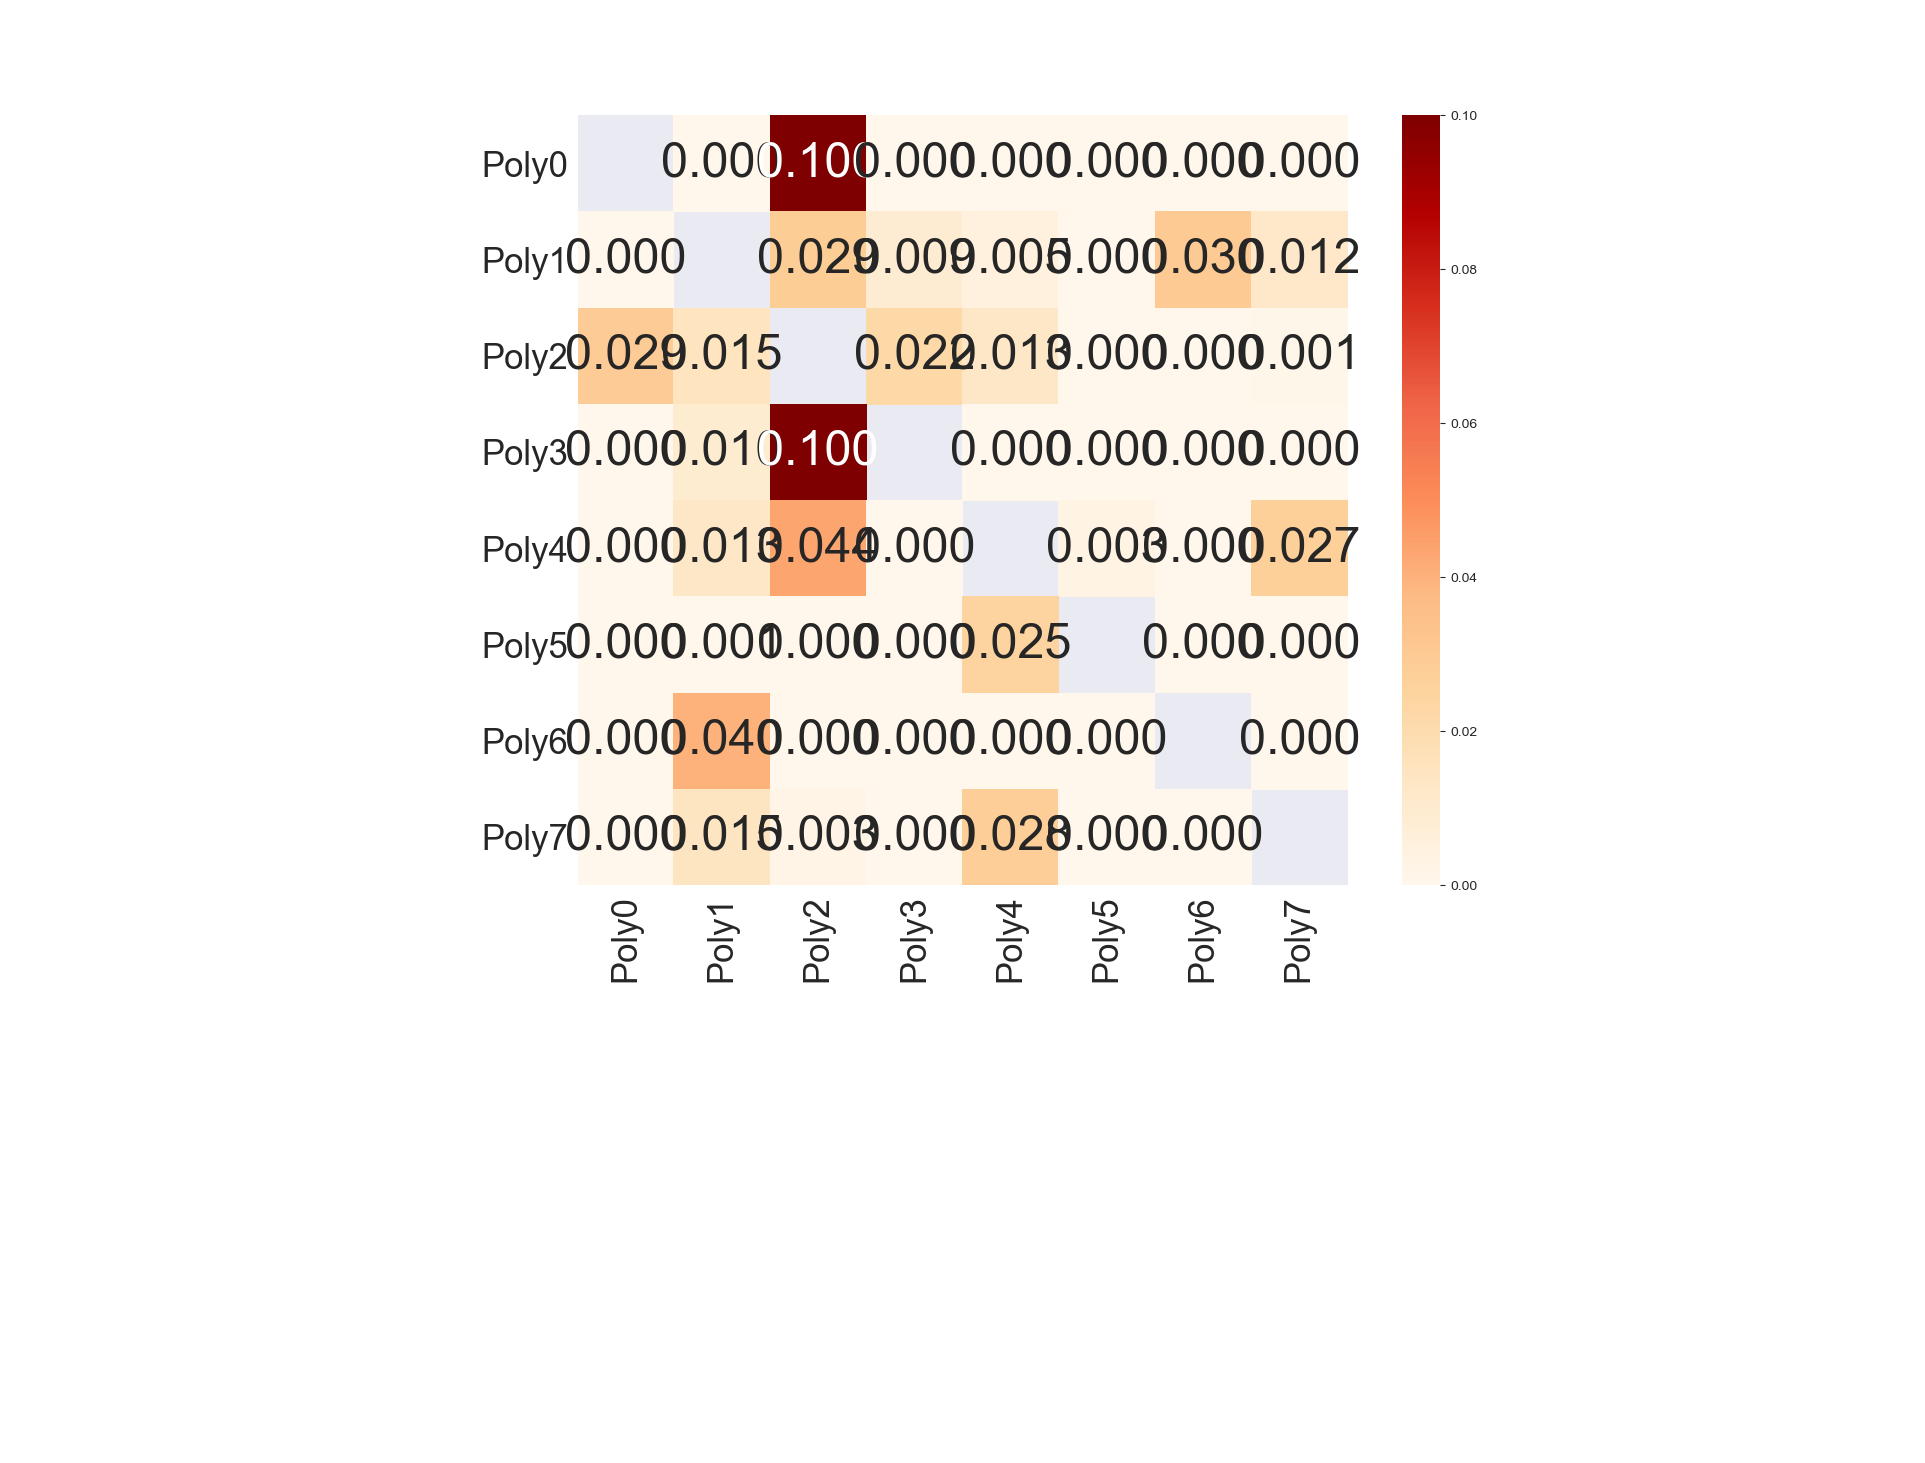 Poly0 0.000 0.100 0.000 0.000 0.000 0.000 0.000
Poly1 0.000 0.029 0.009 0.005 0.000 0.030 0.012
Poly2 0.029 0.015 0.022 0.013 0.000 0.000 0.001
Poly3 0.000 0.010 0.100 0.000 0.000 0.000 0.000
Poly4 0.000 0.013 0.044 0.000 0.003 0.000 0.027
Poly5 0.000 0.001 0.000 0.000 0.025 0.000 0.000
Poly6 0.000 0.040 0.000 0.000 0.000 0.000 0.000
Poly7 0.000 0.015 0.003 0.000 0.028 0.000 0.000
Poly0 Poly1 Poly2 Poly3 Poly4 Poly5 Poly6 Poly7
0.10
0.08
0.06
0.04
0.02
0.00